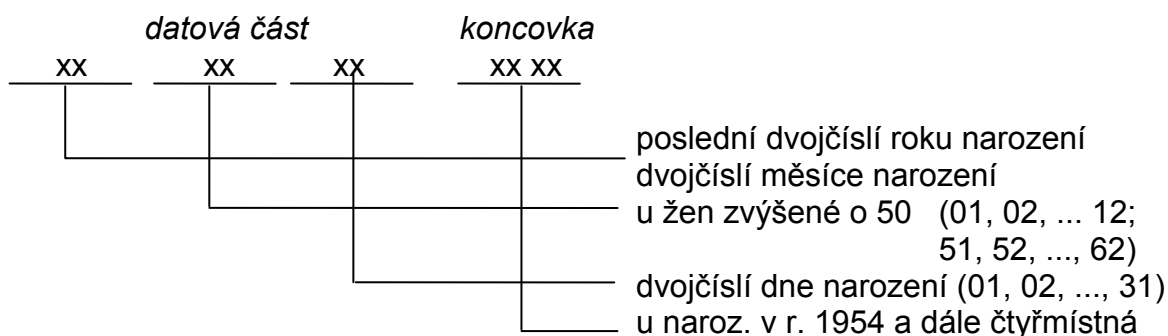 datová část koncovka
xx xx xx xx xx
poslední dvojčíslí roku narození
dvojčíslí měsíce narození
u žen zvýšené o 50 (01, 02, ... 12;
51, 52, ..., 62)
dvojčíslí dne narození (01, 02, ..., 31)
u naroz. v r. 1954 a dále čtyřmístná